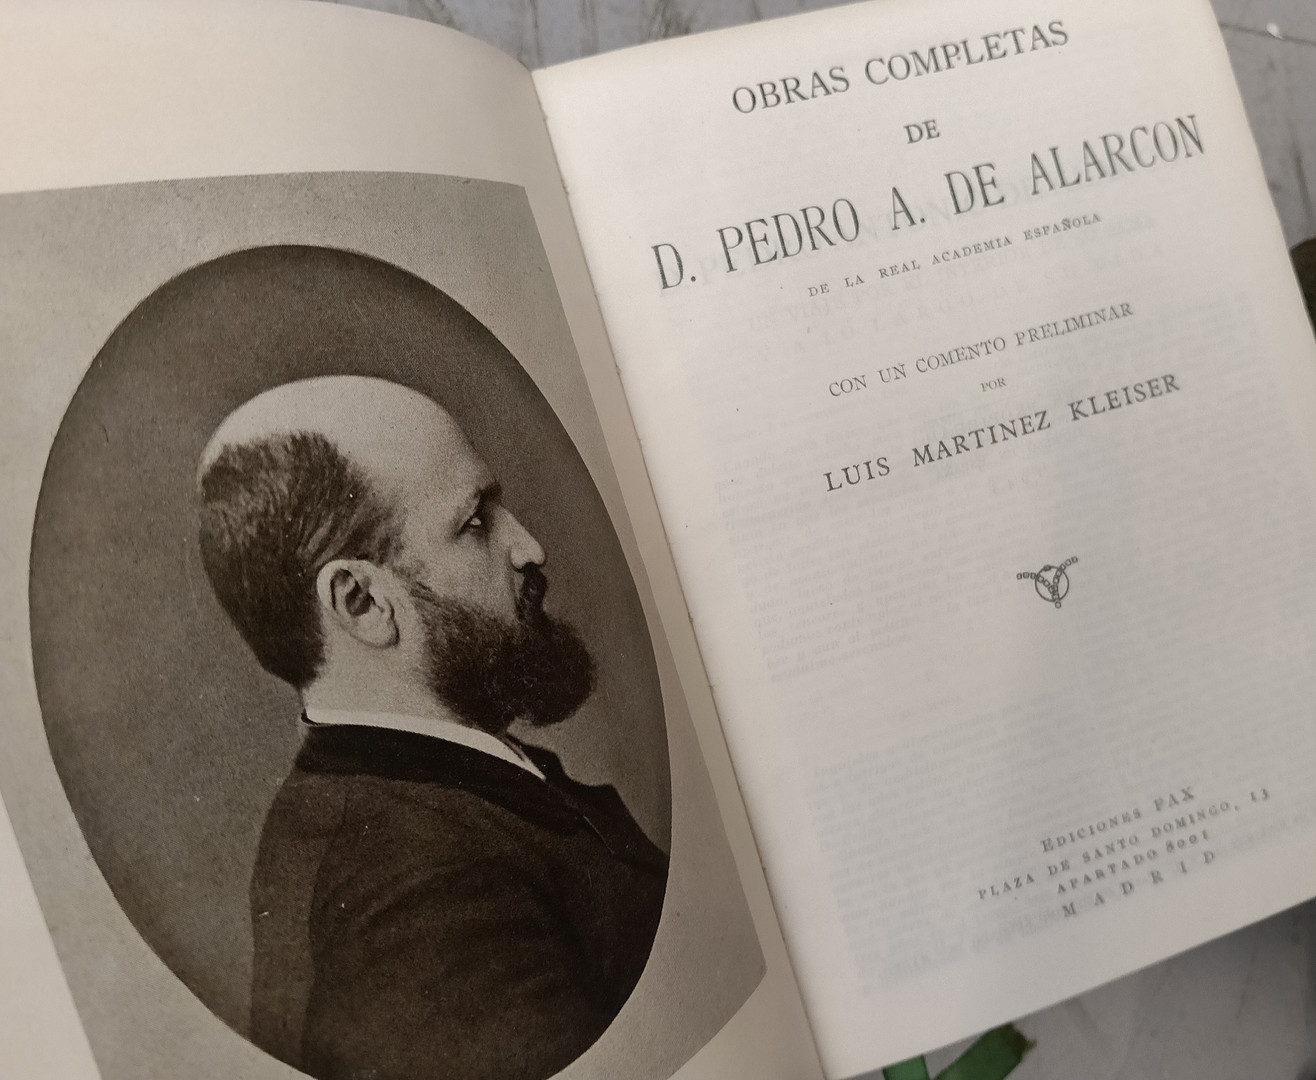 OBRAS COMPLETAS
DE
D. PEDRO A. DE ALARCON
DE LA REAL ACADEMIA ESPAÑOLA
CON UN COMENTO PRELIMINAR
POR
LUIS MARTINEZ KLEISER
EDICIONES FAX
PLAZA DE SANTO DOMINGO, 13
APARTADO 8001
MADRID